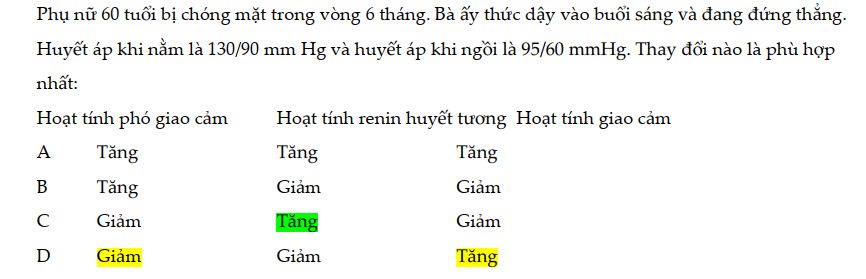 Phụ nữ 60 tuổi bị chóng mặt trong vòng 6 tháng. Bà ấy thức dậy vào buổi sáng và đang đứng thẳng.
Huyết áp khi nằm là 130/90 mm Hg và huyết áp khi ngồi là 95/60 mmHg. Thay đổi nào là phù hợp
nhất:
Hoạt tính phó giao cảm Hoạt tính renin huyết tương Hoạt tính giao cảm
A Tăng Tăng Tăng
B Tăng Giảm Giảm
C Giảm Tăng Giảm
D Giảm Giảm Tăng